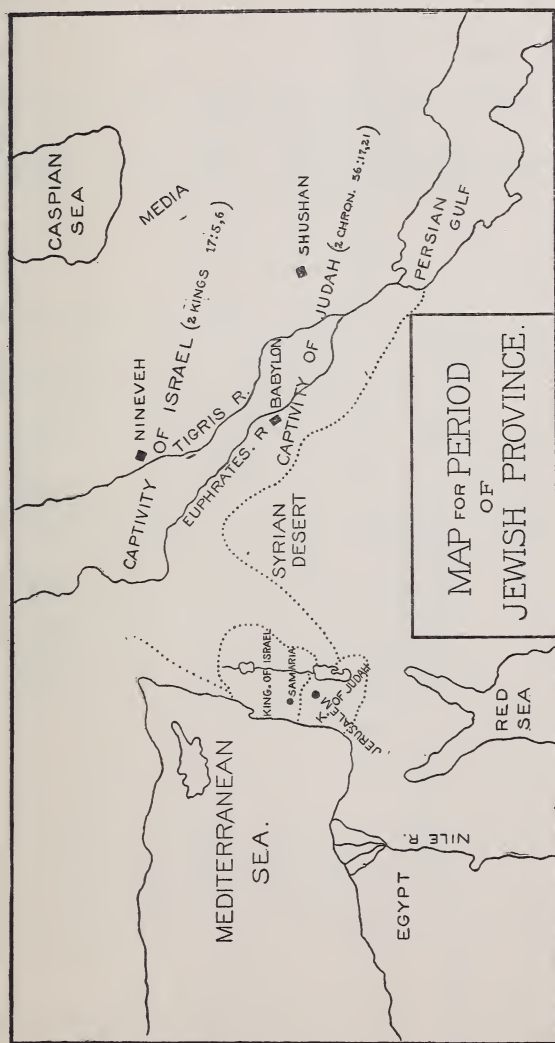 CASPIAN
SEA
MEDIA
NINEVEH
CAPTIVITY OF ISRAEL (2 KINGS 17:5,6)
TIGRIS R.
SHUSHAN
EUPHRATES. R
BABYLON
CAPTIVITY OF JUDAH (2 CHRON. 56:17,21)
PERSIAN
GULF
SYRIAN
DESERT
MEDITERRANEAN
SEA.
KING. OF ISRAEL
SAMARIA
K. OF JUDAH
JERUSALEM
EGYPT
NILE R.
RED
SEA
MAP FOR PERIOD
OF
JEWISH PROVINCE.